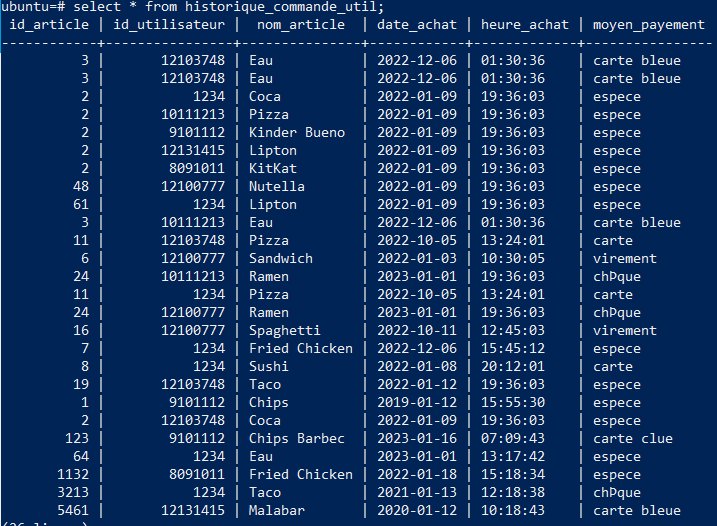 ubuntu=# select * from historique_commande_util;
id_article | id_utilisateur | nom_article | date_achat | heure_achat | moyen_payement
3 | 12103748 | Eau | 2022-12-06 | 01:30:36 | carte bleue
3 | 12103748 | Eau | 2022-12-06 | 01:30:36 | carte bleue
2 | 1234 | Coca | 2022-01-09 | 19:36:03 | espece
2 | 10111213 | Pizza | 2022-01-09 | 19:36:03 | espece
2 | 9101112 | Kinder Bueno | 2022-01-09 | 19:36:03 | espece
2 | 12131415 | Lipton | 2022-01-09 | 19:36:03 | espece
2 | 8091011 | KitKat | 2022-01-09 | 19:36:03 | espece
48 | 12100777 | Nutella | 2022-01-09 | 19:36:03 | espece
61 | 1234 | Lipton | 2022-01-09 | 19:36:03 | espece
3 | 10111213 | Eau | 2022-12-06 | 01:30:36 | carte bleue
11 | 12103748 | Pizza | 2022-10-05 | 13:24:01 | carte
6 | 12100777 | Sandwich | 2022-01-03 | 10:30:05 | virement
24 | 10111213 | Ramen | 2023-01-01 | 19:36:03 | chÞque
11 | 1234 | Pizza | 2022-10-05 | 13:24:01 | carte
24 | 12100777 | Ramen | 2023-01-01 | 19:36:03 | chÞque
16 | 12100777 | Spaghetti | 2022-10-11 | 12:45:03 | virement
7 | 1234 | Fried Chicken | 2022-12-06 | 15:45:12 | espece
8 | 1234 | Sushi | 2022-01-08 | 20:12:01 | carte
19 | 12103748 | Taco | 2022-01-12 | 19:36:03 | espece
1 | 9101112 | Chips | 2019-01-12 | 15:55:30 | espece
2 | 12103748 | Coca | 2022-01-09 | 19:36:03 | espece
123 | 9101112 | Chips Barbec | 2023-01-16 | 07:09:43 | carte clue
64 | 1234 | Eau | 2023-01-01 | 13:17:42 | espece
1132 | 8091011 | Fried Chicken | 2022-01-18 | 15:18:34 | espece
3213 | 1234 | Taco | 2021-01-13 | 12:18:38 | chÞque
5461 | 12131415 | Malabar | 2020-01-12 | 10:18:43 | carte bleue